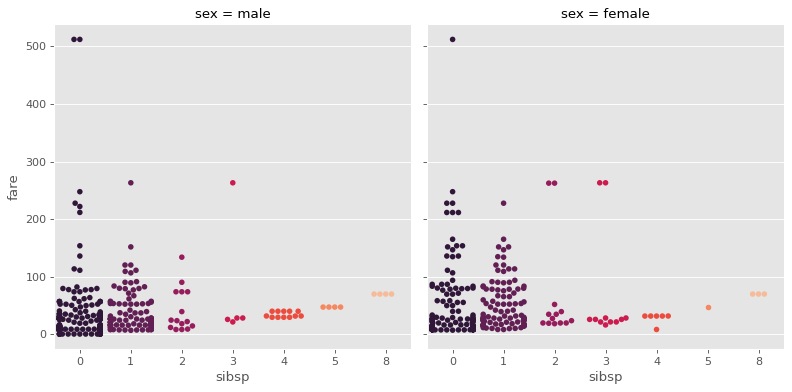 sex = male
sex = female
500
400
300
200
100
0
fare
0 1 2 3 4 5 8
0 1 2 3 4 5 8
sibsp
sibsp